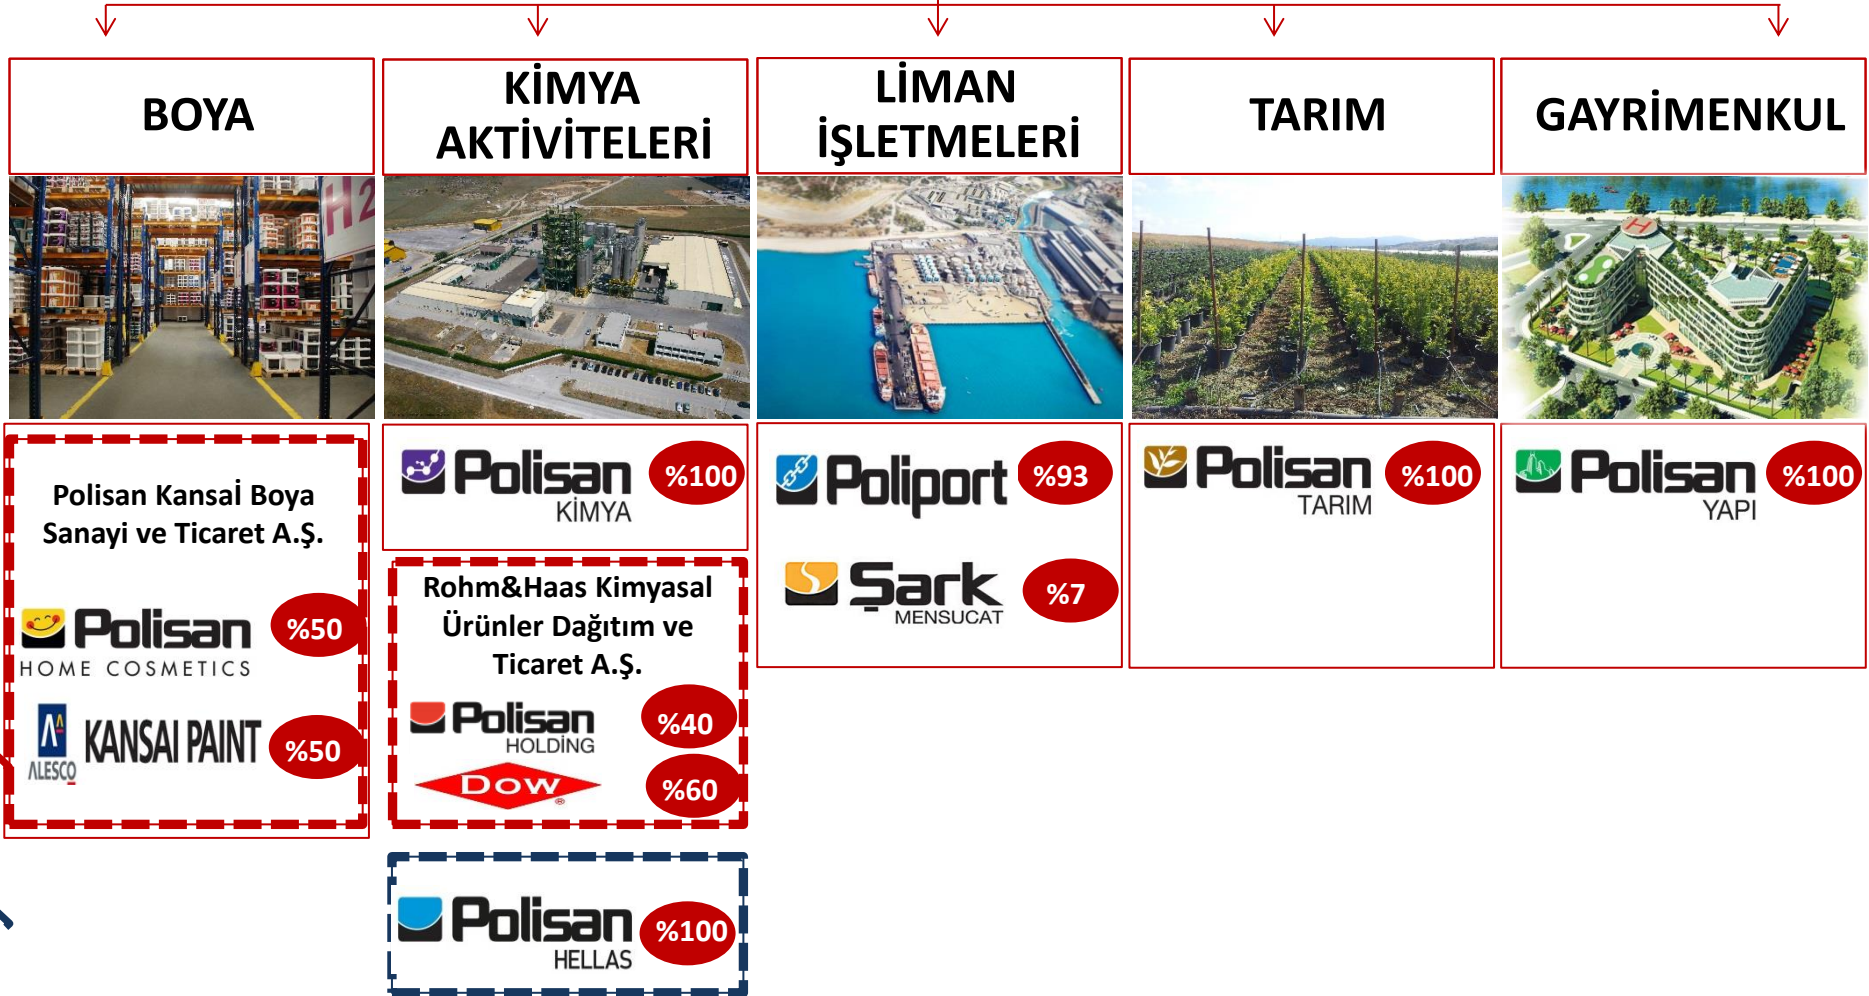 BOYA
KİMYA
AKTİVİTELERİ
LİMAN
İŞLETMELERİ
TARIM
GAYRİMENKUL
H2
H
Polisan Kansaİ Boya
Sanayi ve Ticaret A.Ş.
Polisan
HOME COSMETICS
%50
ALESCO
KANSAI PAINT
%50
Polisan
KİMYA
%100
Rohm&Haas Kimyasal
Ürünler Dağıtım ve
Ticaret A.Ş.
Polisan
HOLDİNG
%40
Dow
®
%60
Polisan
HELLAS
%100
Poliport
%93
Şark
MENSUCAT
%7
Polisan
TARIM
%100
Polisan
YAPI
%100